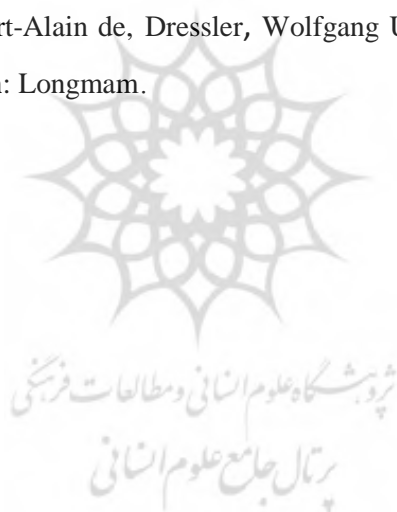 rt-Alain de, Dressler, Wolfgang U
: Longmam.
پژوهشگاه علوم انسانی و مطالعات فرهنگی
پرتال جامع علوم انسانی